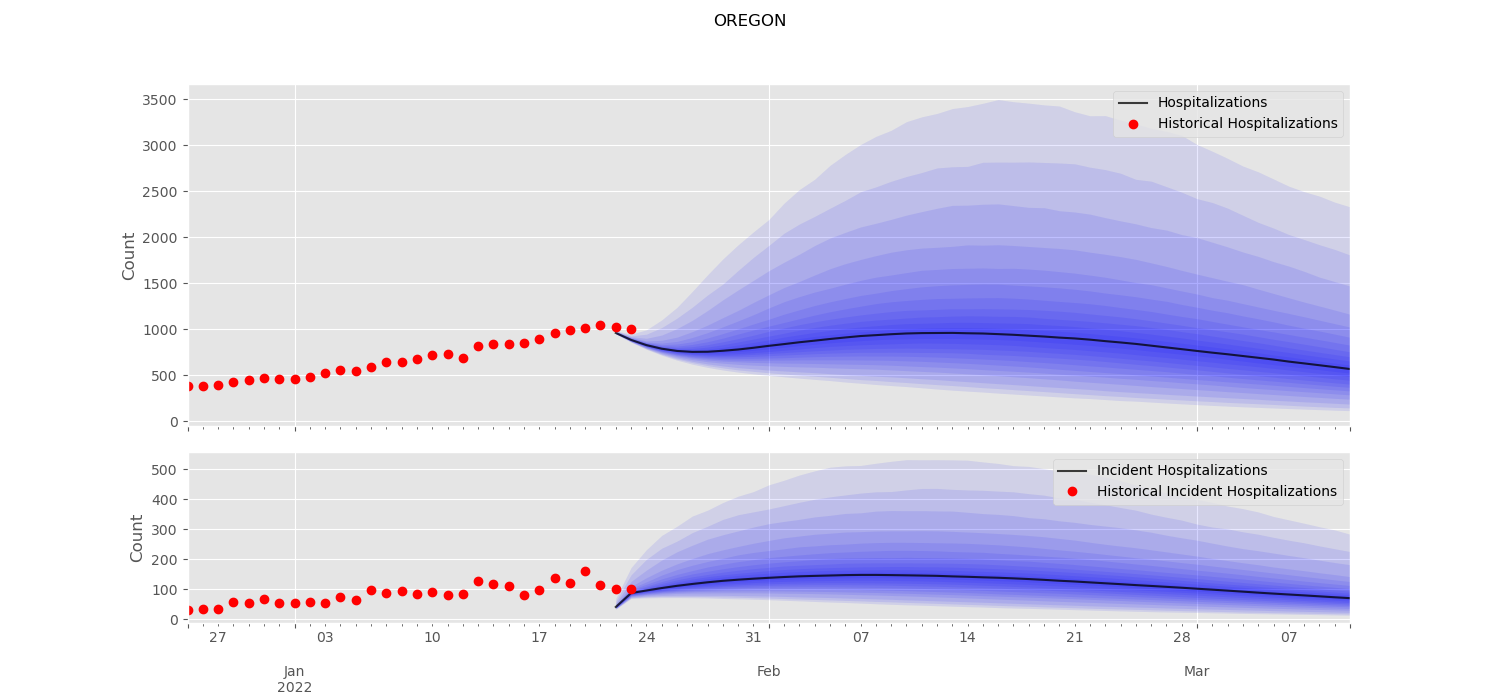 OREGON
Count
3500
3000
2500
2000
1500
1000
500
0
Hospitalizations
Historical Hospitalizations
Count
500
400
300
200
100
0
Incident Hospitalizations
Historical Incident Hospitalizations
27 03 10 17 24 31 07 14 21 28 07
Jan Feb Mar
2022